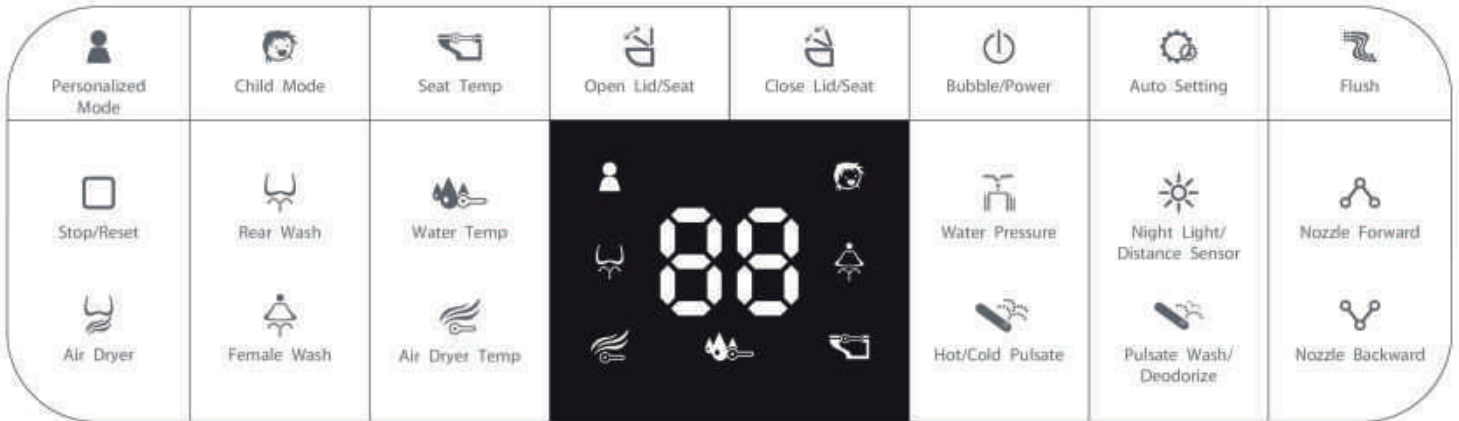 Personalized
Mode
Child Mode
Seat Temp
Open Lid/Seat
Close Lid/Seat
Bubble/Power
Auto Setting
Flush
Stop/Reset
Rear Wash
Water Temp
88
Water Pressure
Night Light/
Distance Sensor
Nozzle Forward
Air Dryer
Female Wash
Air Dryer Temp
Hot/Cold Pulsate
Pulsate Wash/
Deodorize
Nozzle Backward